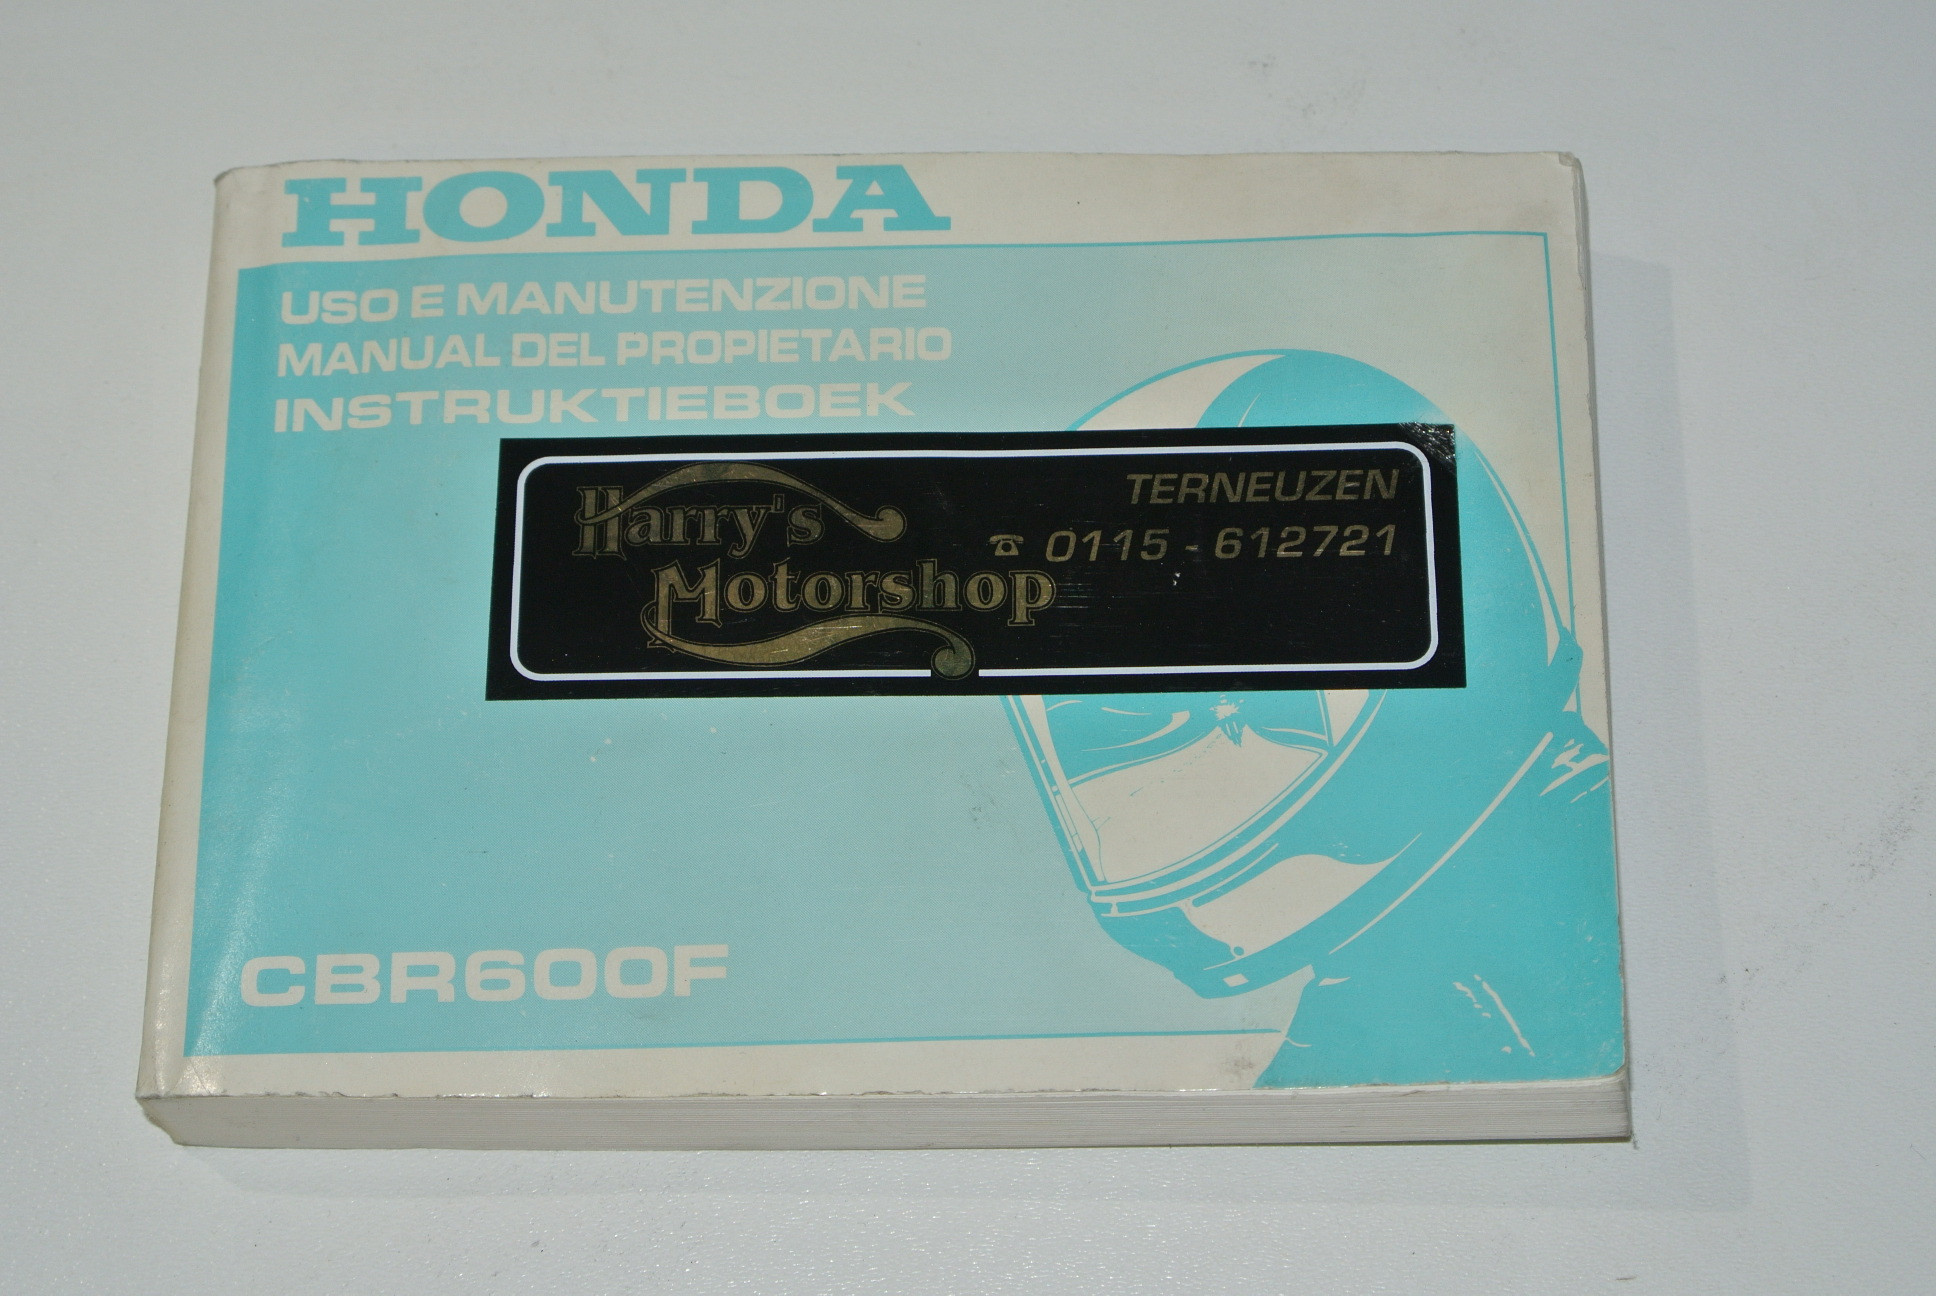 HONDA
USO E MANUTENZIONE
MANUAL DEL PROPIETARIO
INSTRUKTIEBOEK
Harry's
Motorshop
TERNEUZEN
☎ 0115 - 612721
CBR600F